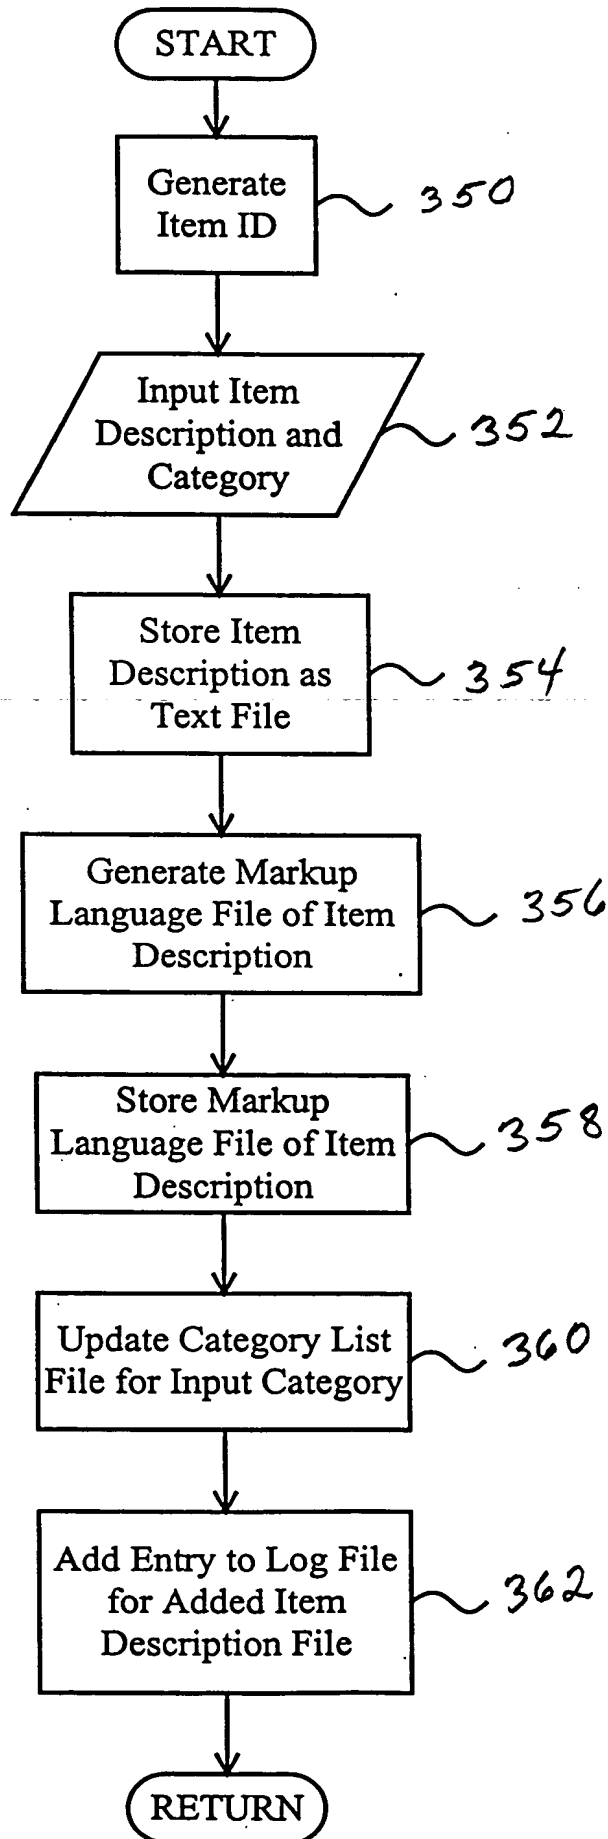 START
Generate
Item ID
350
Input Item
Description and
Category
352
Store Item
Description as
Text File
354
Generate Markup
Language File of Item
Description
356
Store Markup
Language File of Item
Description
358
Update Category List
File for Input Category
360
Add Entry to Log File
for Added Item
Description File
362
RETURN